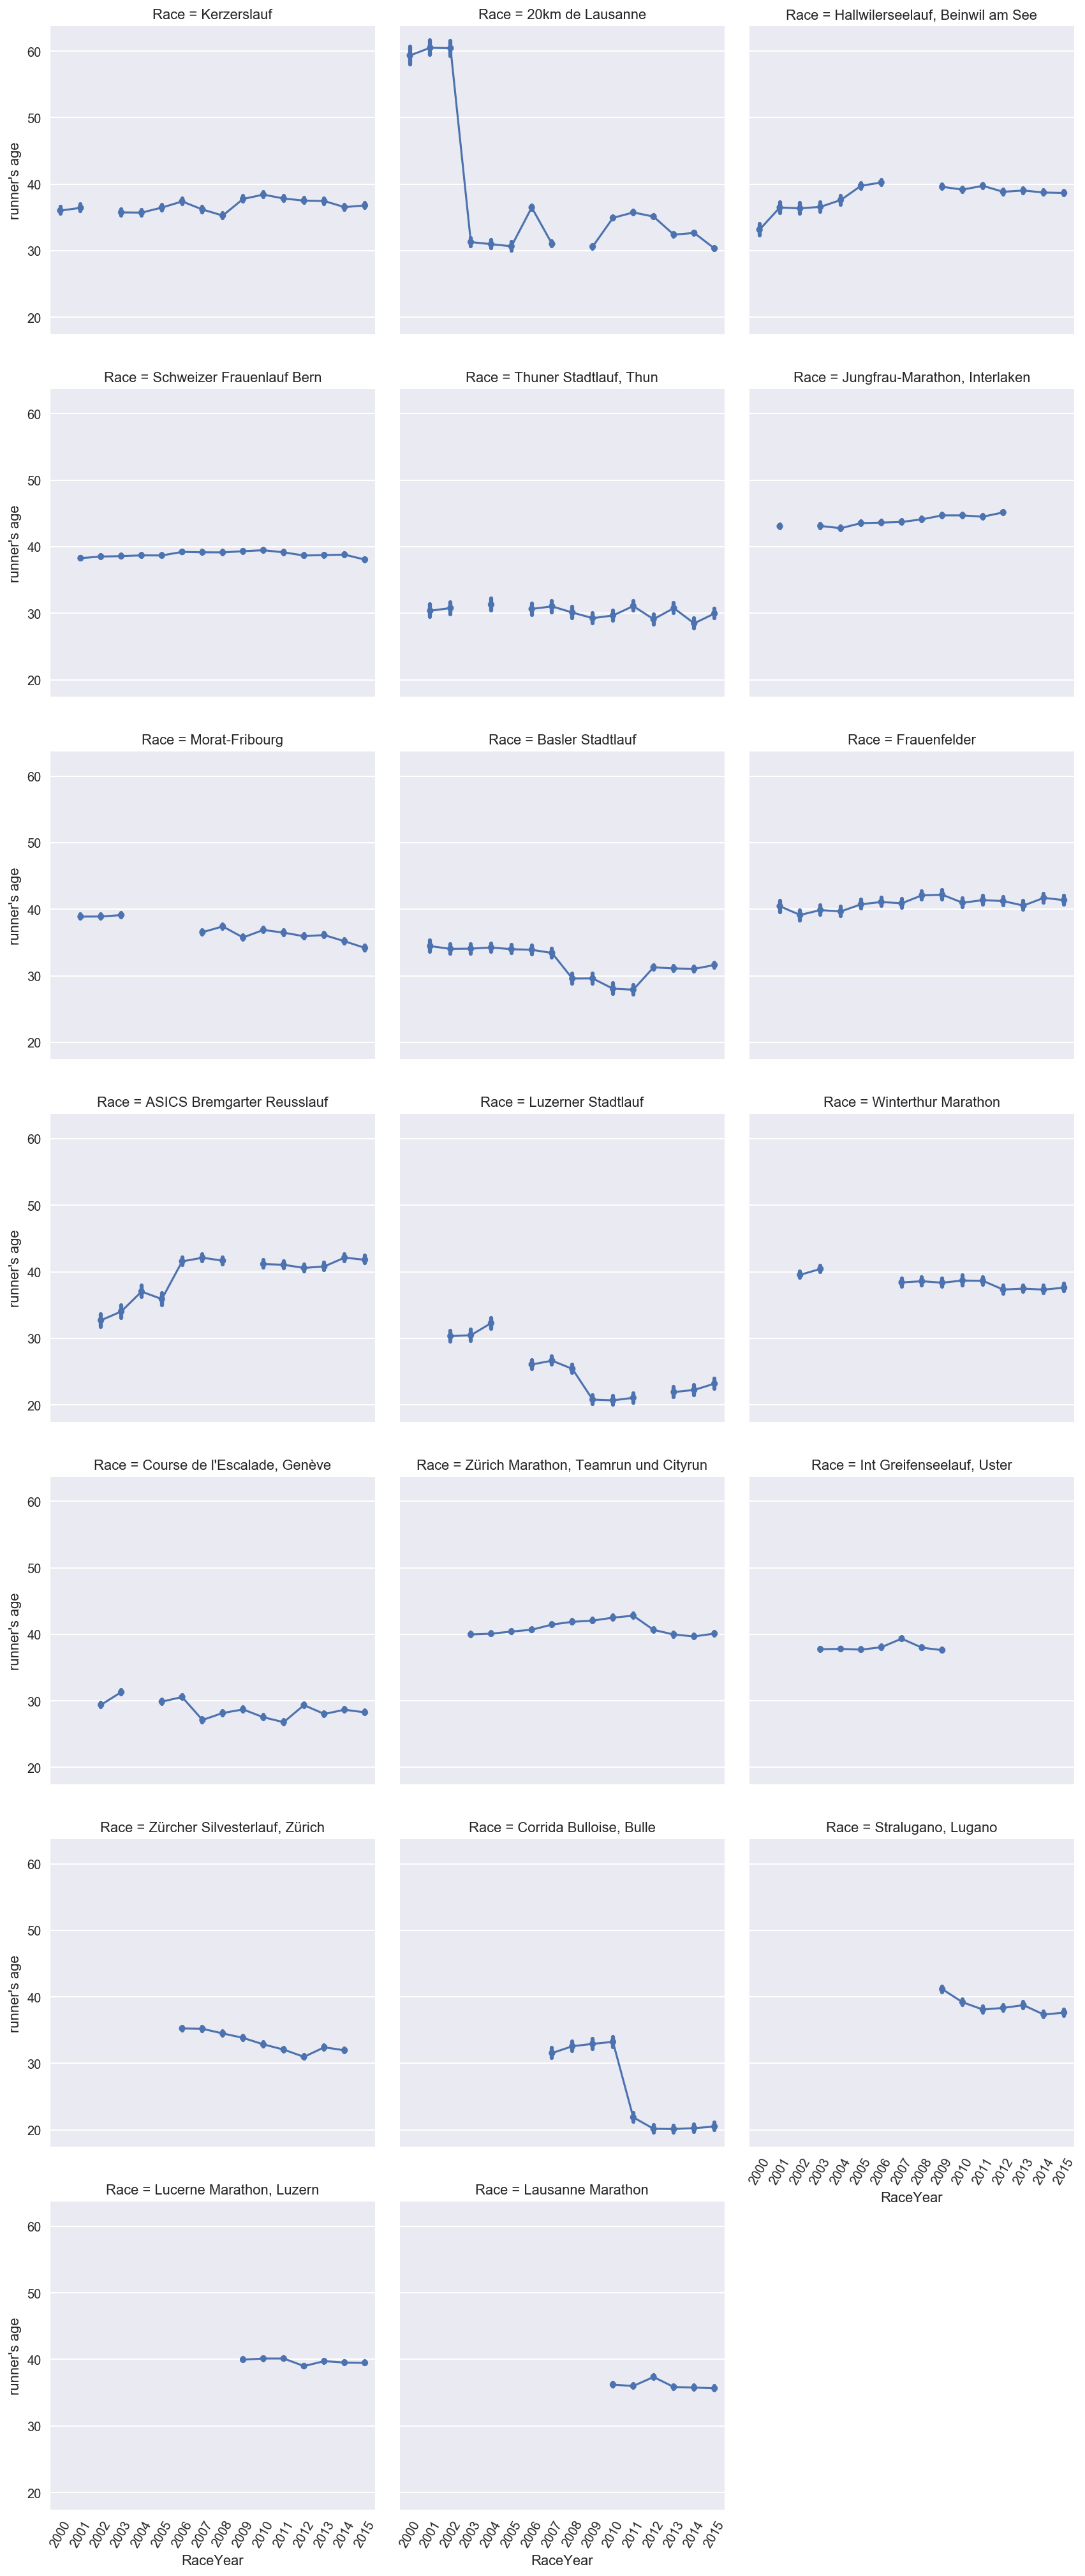 Race = Kerzerslauf
Race = 20km de Lausanne
Race = Hallwilerseelauf, Beinwil am See
60
50
40
30
20
runner's age
Race = Schweizer Frauenlauf Bern
Race = Thuner Stadtlauf, Thun
Race = Jungfrau-Marathon, Interlaken
60
50
40
30
20
runner's age
Race = Morat-Fribourg
Race = Basler Stadtlauf
Race = Frauenfelder
60
50
40
30
20
runner's age
Race = ASICS Bremgarter Reusslauf
Race = Luzerner Stadtlauf
Race = Winterthur Marathon
60
50
40
30
20
runner's age
Race = Course de l'Escalade, Genève
Race = Zürich Marathon, Teamrun und Cityrun
Race = Int Greifenseelauf, Uster
60
50
40
30
20
runner's age
Race = Zürcher Silvesterlauf, Zürich
Race = Corrida Bulloise, Bulle
Race = Stralugano, Lugano
60
50
40
30
20
runner's age
2000 2001 2002 2003 2004 2005 2006 2007 2008 2009 2010 2011 2012 2013 2014 2015
RaceYear
Race = Lucerne Marathon, Luzern
Race = Lausanne Marathon
60
50
40
30
20
runner's age
2000 2001 2002 2003 2004 2005 2006 2007 2008 2009 2010 2011 2012 2013 2014 2015
RaceYear
2000 2001 2002 2003 2004 2005 2006 2007 2008 2009 2010 2011 2012 2013 2014 2015
RaceYear